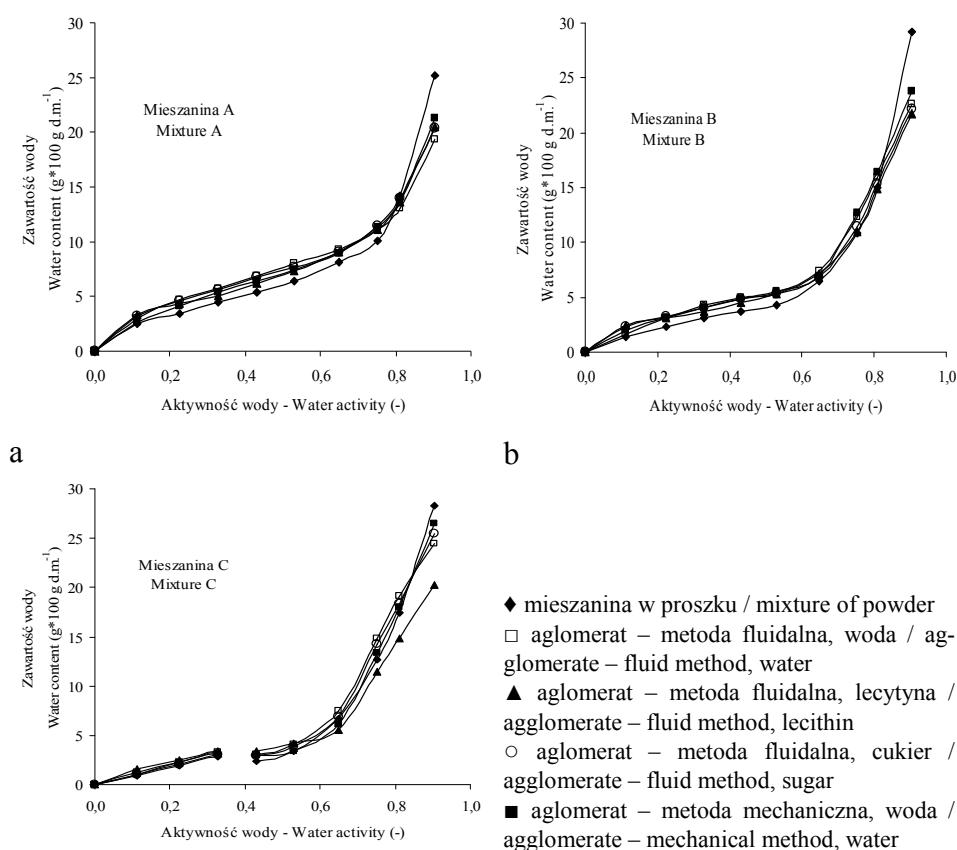 30
25
20
15
10
5
0
Zawartość wody
Water content (g*100 g d.m.⁻¹)
Mieszanina A
Mixture A
0,0 0,2 0,4 0,6 0,8 1,0
Aktywność wody - Water activity (-)
a
30
25
20
15
10
5
0
Zawartość wody
Water content (g*100 g d.m.⁻¹)
Mieszanina B
Mixture B
0,0 0,2 0,4 0,6 0,8 1,0
Aktywność wody - Water activity (-)
b
30
25
20
15
10
5
0
Zawartość wody
Water content (g*100 g d.m.⁻¹)
Mieszanina C
Mixture C
0,0 0,2 0,4 0,6 0,8 1,0
Aktywność wody - Water activity (-)
♦ mieszanina w proszku / mixture of powder
□ aglomerat – metoda fluidalna, woda / ag-
glomerate – fluid method, water
▲ aglomerat – metoda fluidalna, lecytyna /
agglomerate – fluid method, lecithin
○ aglomerat – metoda fluidalna, cukier /
agglomerate – fluid method, sugar
■ aglomerat – metoda mechaniczna, woda /
agglomerate – mechanical method, water